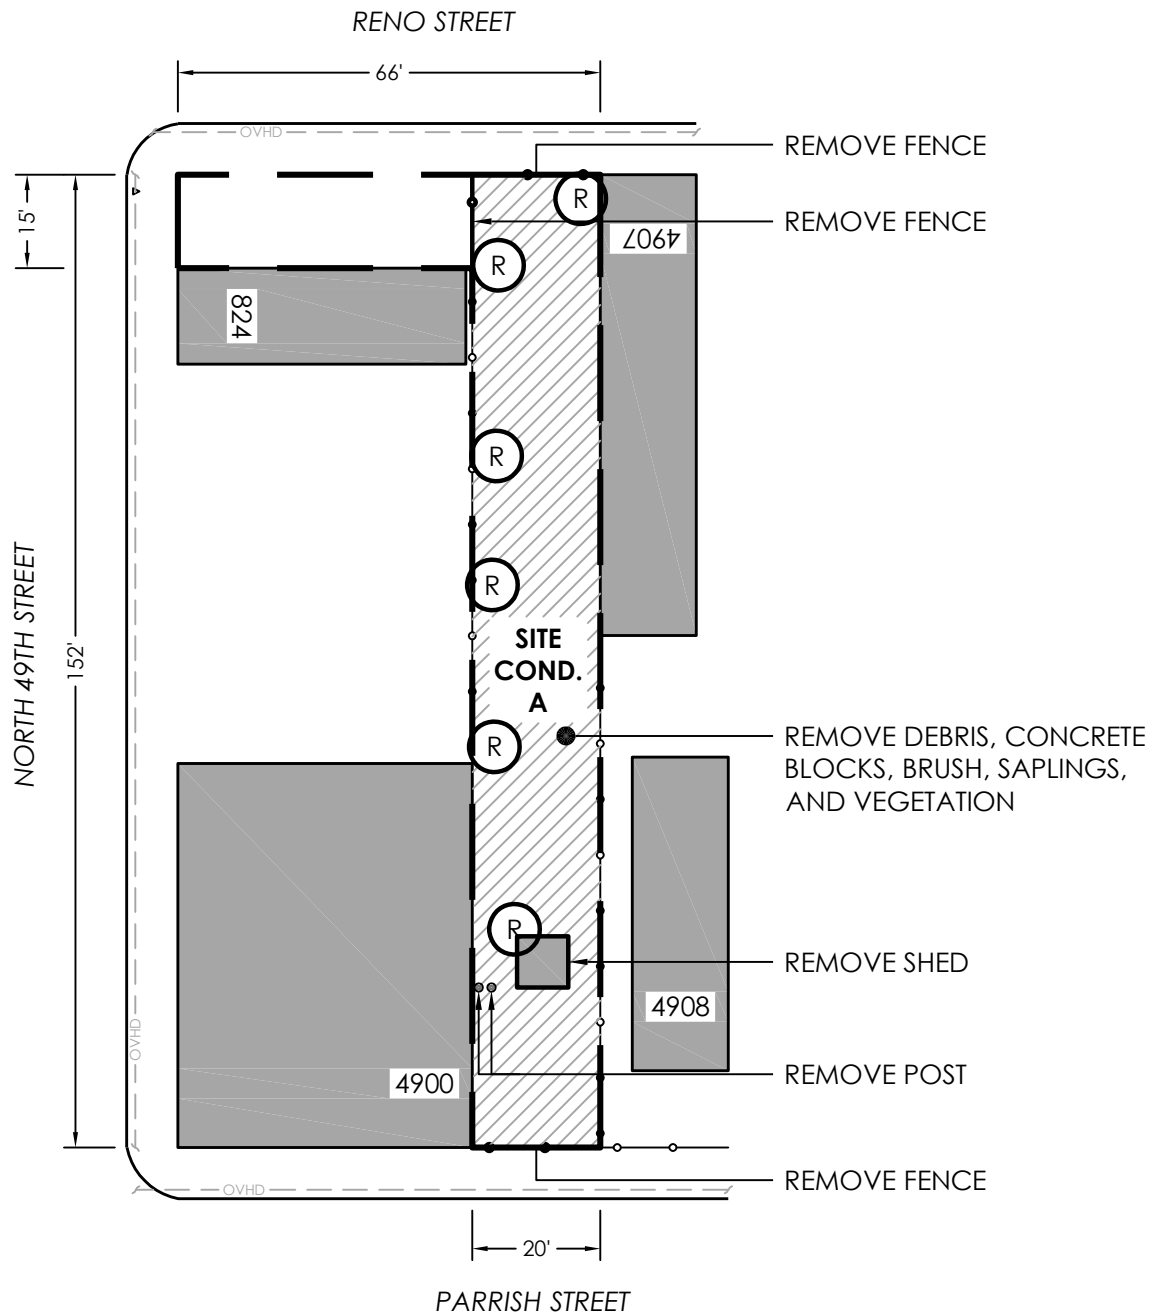 RENO STREET
66'
OVHD
REMOVE FENCE
R
15'
REMOVE FENCE
4907
R
824
R
NORTH 49TH STREET
152'
R
SITE
COND.
A
R
REMOVE DEBRIS, CONCRETE
BLOCKS, BRUSH, SAPLINGS,
AND VEGETATION
R
REMOVE SHED
4908
OVHD
4900
REMOVE POST
OVHD
REMOVE FENCE
20'
PARRISH STREET